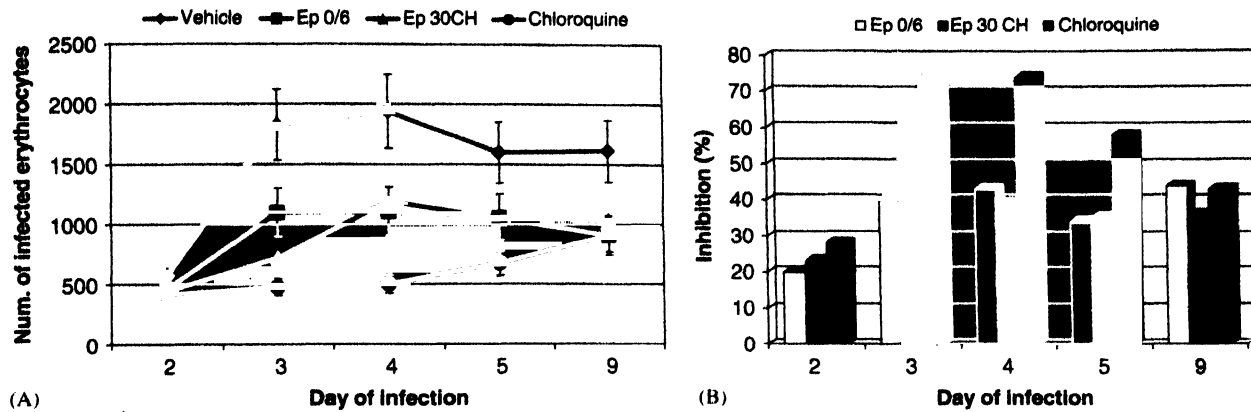 Vehicle Ep 0/6 Ep 30CH Chloroquine
2500
2000
1500
1000
500
0
Num. of infected erythrocytes
2 3 4 5 9
Day of infection
(A)
Ep 0/6 Ep 30 CH Chloroquine
80
70
60
50
40
30
20
10
0
Inhibition (%)
2 3 4 5 9
Day of infection
(B)